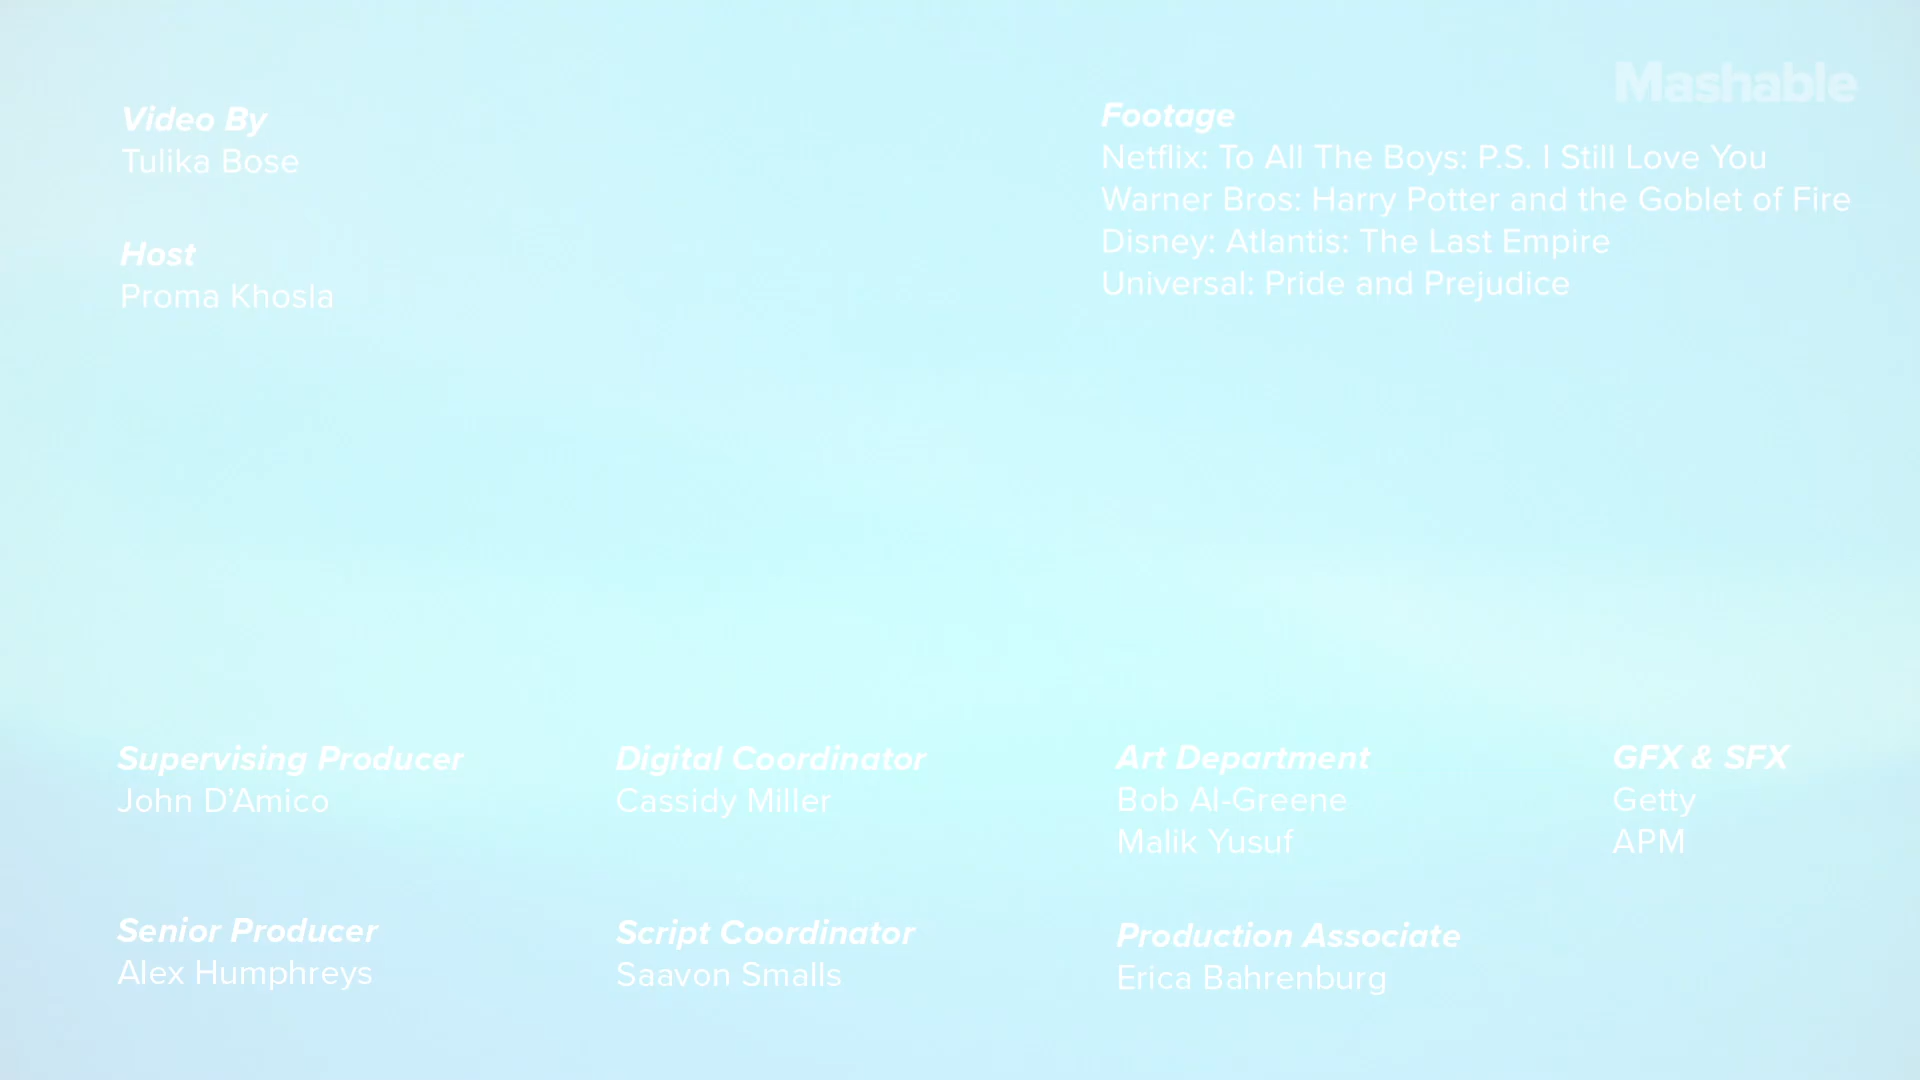 Mashable
Video By
Tulika Bose
Host
Proma Khosla
Footage
Netflix: To All The Boys: P.S. I Still Love You
Warner Bros: Harry Potter and the Goblet of Fire
Disney: Atlantis: The Last Empire
Universal: Pride and Prejudice
Supervising Producer
John D’Amico
Digital Coordinator
Cassidy Miller
Art Department
Bob Al-Greene
Malik Yusuf
GFX & SFX
Getty
APM
Senior Producer
Alex Humphreys
Script Coordinator
Saavon Smalls
Production Associate
Erica Bahrenburg